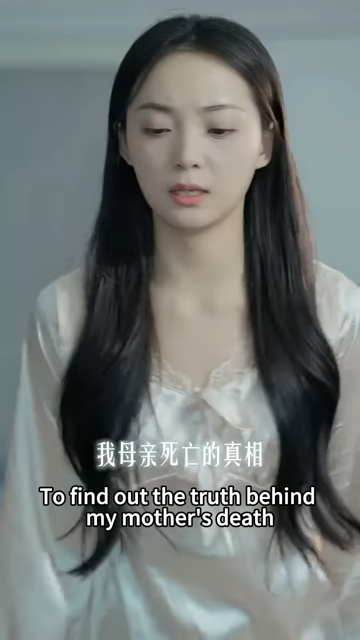 我母亲死亡的真相
To find out the truth behind
my mother's death